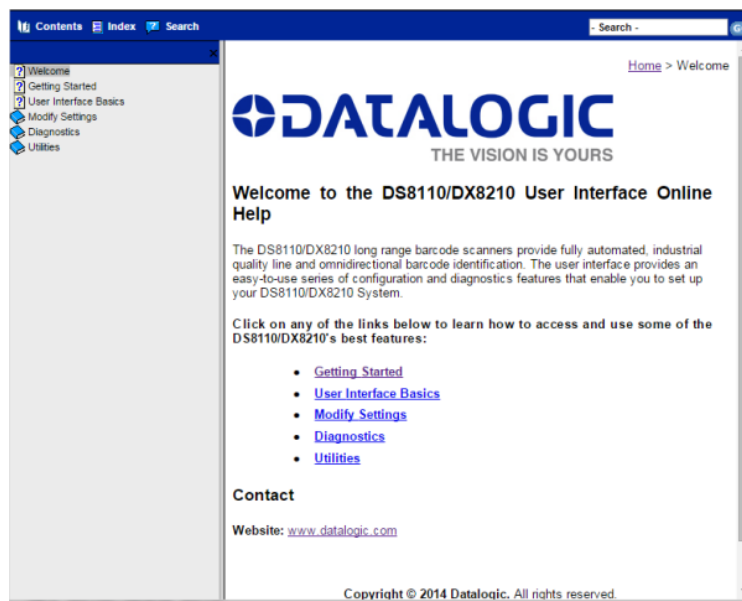 Contents Index Search
- Search -
Welcome
Getting Started
User Interface Basics
Modify Settings
Diagnostics
Utilities
Home > Welcome
DATALOGIC
THE VISION IS YOURS
Welcome to the DS8110/DX8210 User Interface Online
Help
The DS8110/DX8210 long range barcode scanners provide fully automated, industrial
quality line and omnidirectional barcode identification. The user interface provides an
easy-to-use series of configuration and diagnostics features that enable you to set up
your DS8110/DX8210 System.
Click on any of the links below to learn how to access and use some of the
DS8110/DX8210's best features:
• Getting Started
• User Interface Basics
• Modify Settings
• Diagnostics
• Utilities
Contact
Website: www.datalogic.com
Copyright © 2014 Datalogic. All rights reserved.